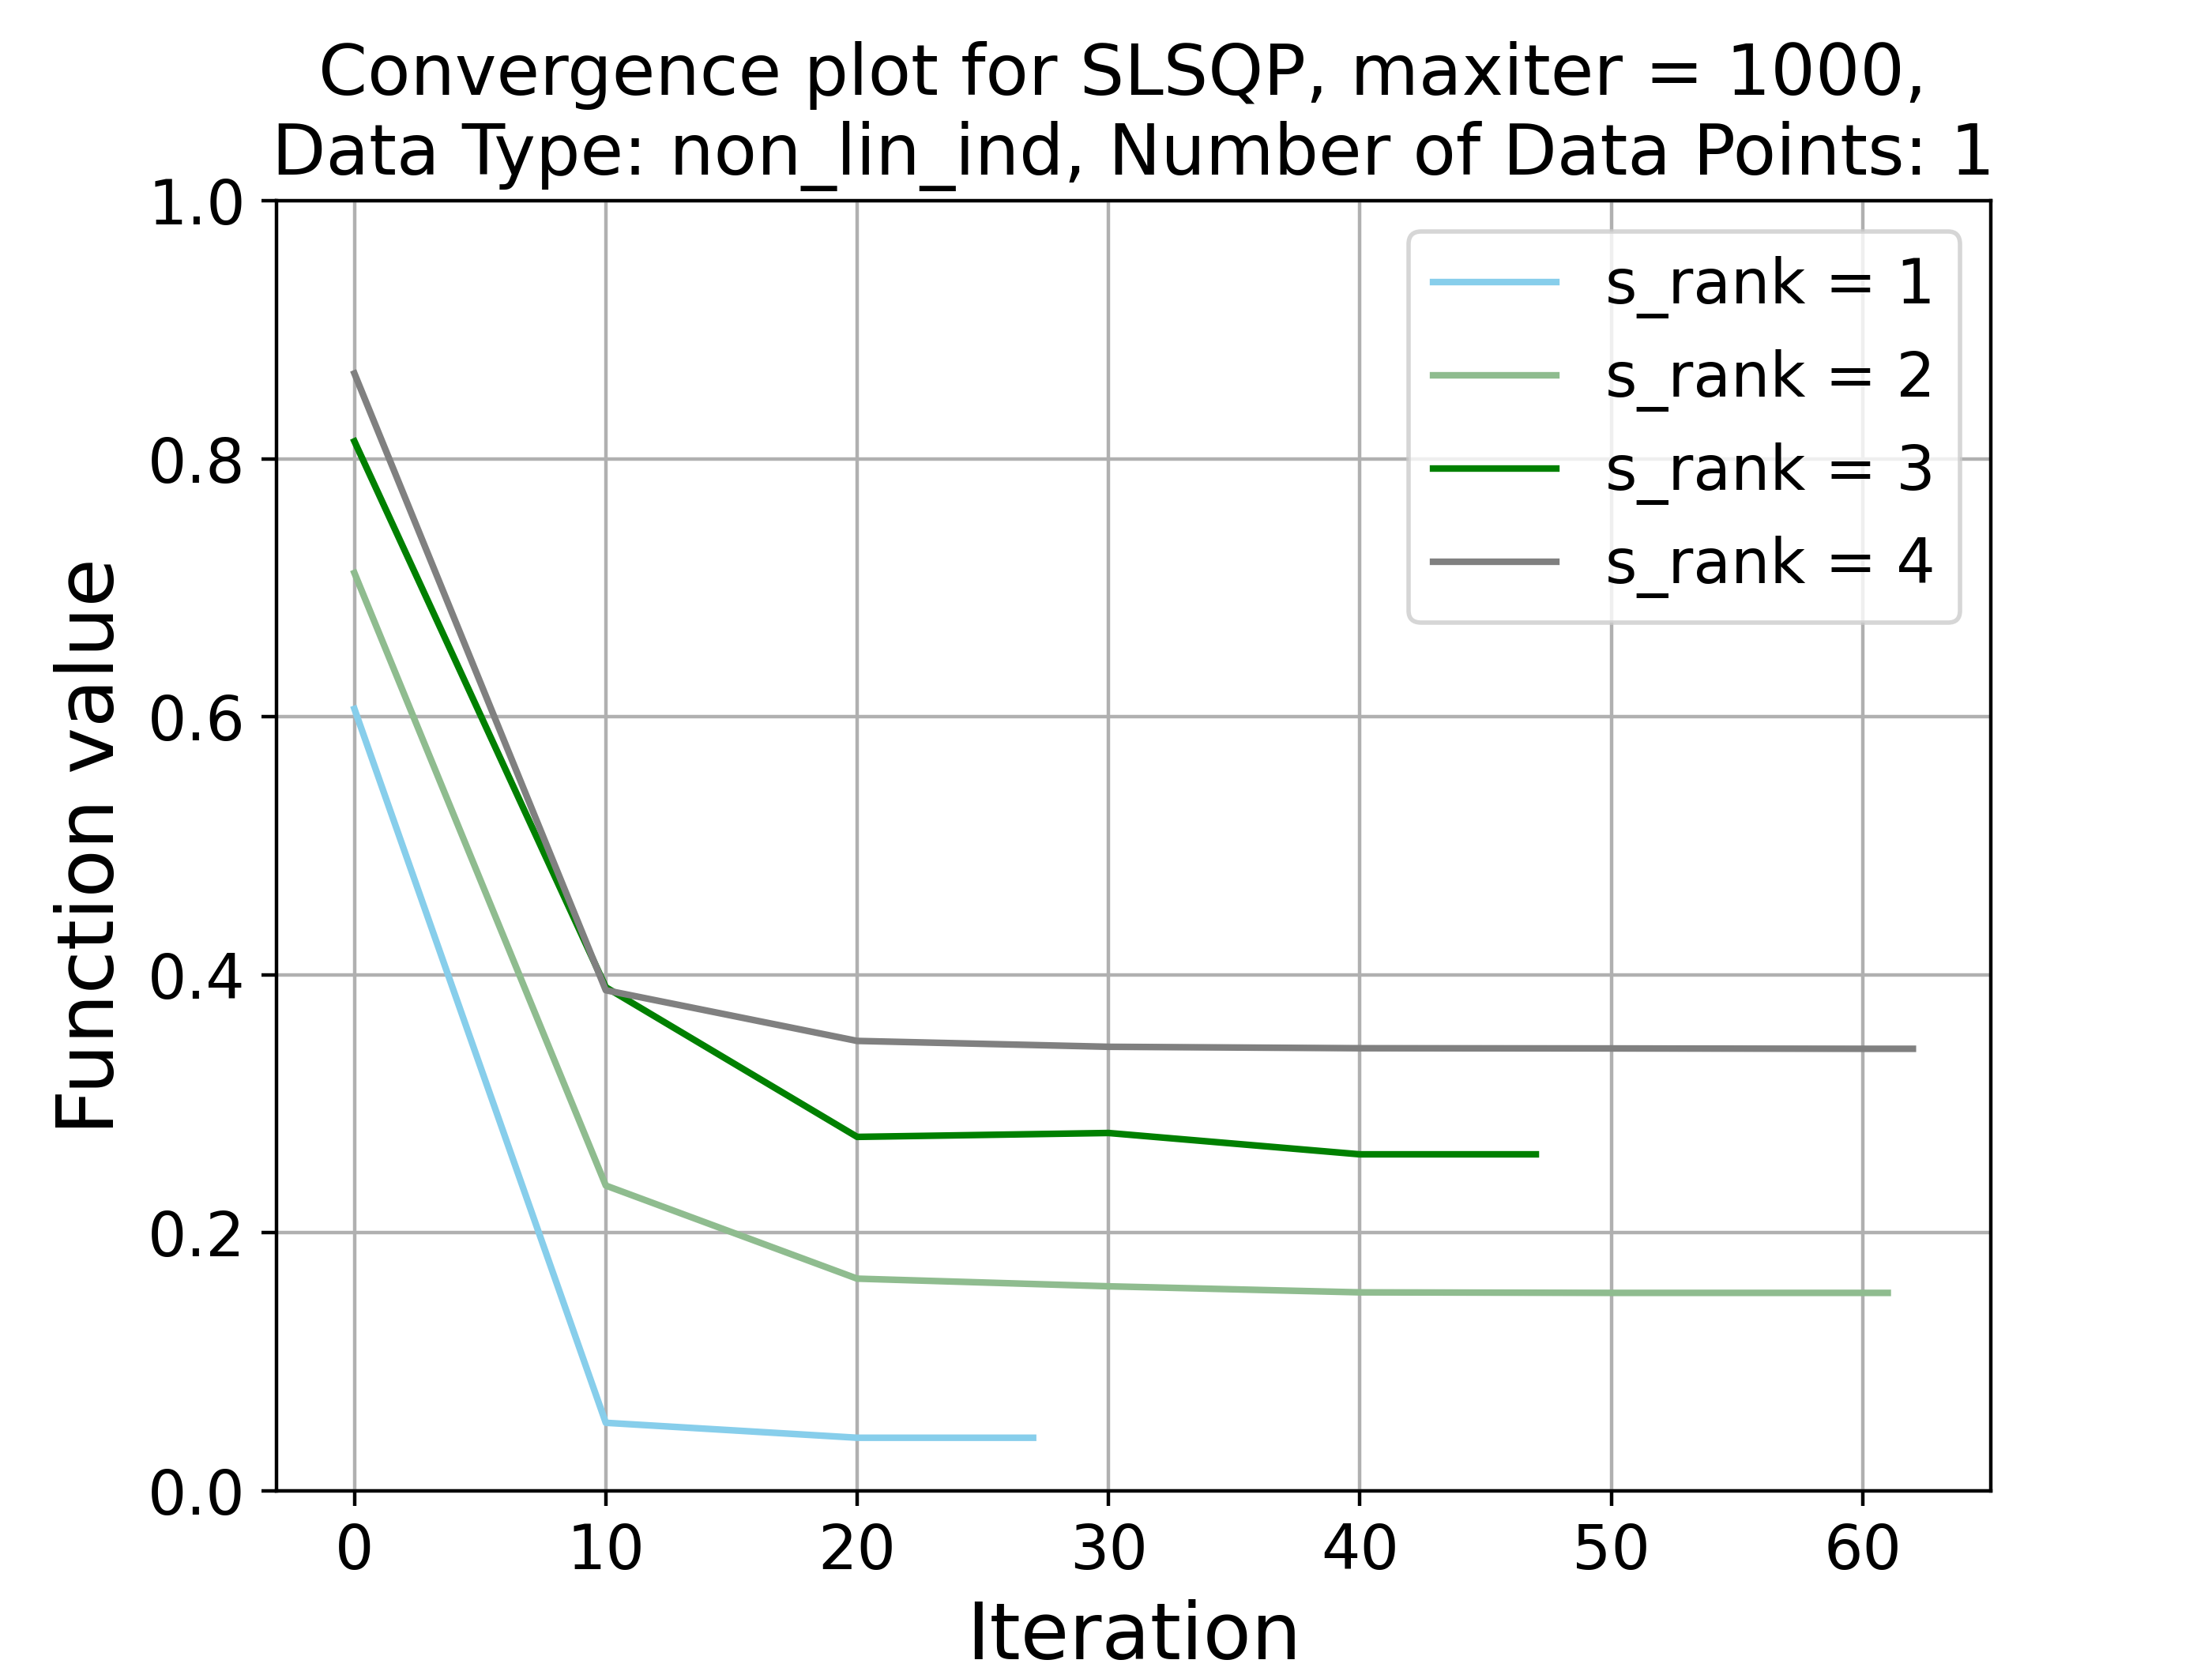 Convergence plot for SLSQP, maxiter = 1000,
Data Type: non_lin_ind, Number of Data Points: 1
1.0
0.8
0.6
0.4
0.2
0.0
Function value
s_rank = 1
s_rank = 2
s_rank = 3
s_rank = 4
0 10 20 30 40 50 60
Iteration